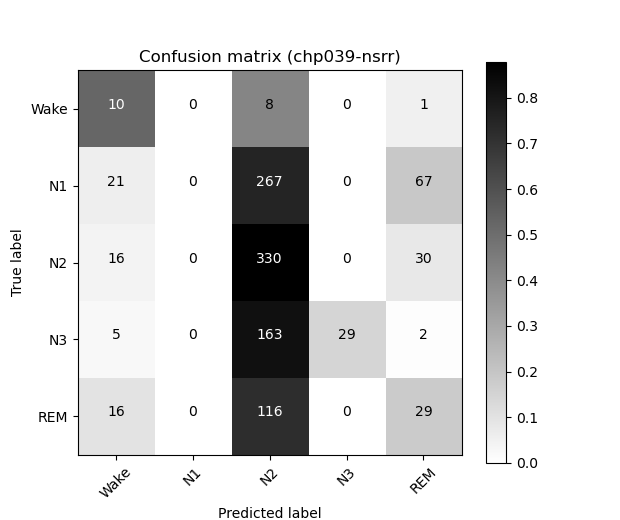 Confusion matrix (chp039-nsrr)
Wake 10 0 8 0 1
N1 21 0 267 0 67
N2 16 0 330 0 30
N3 5 0 163 29 2
REM 16 0 116 0 29
Wake N1 N2 N3 REM
True label
Predicted label
0.8
0.7
0.6
0.5
0.4
0.3
0.2
0.1
0.0